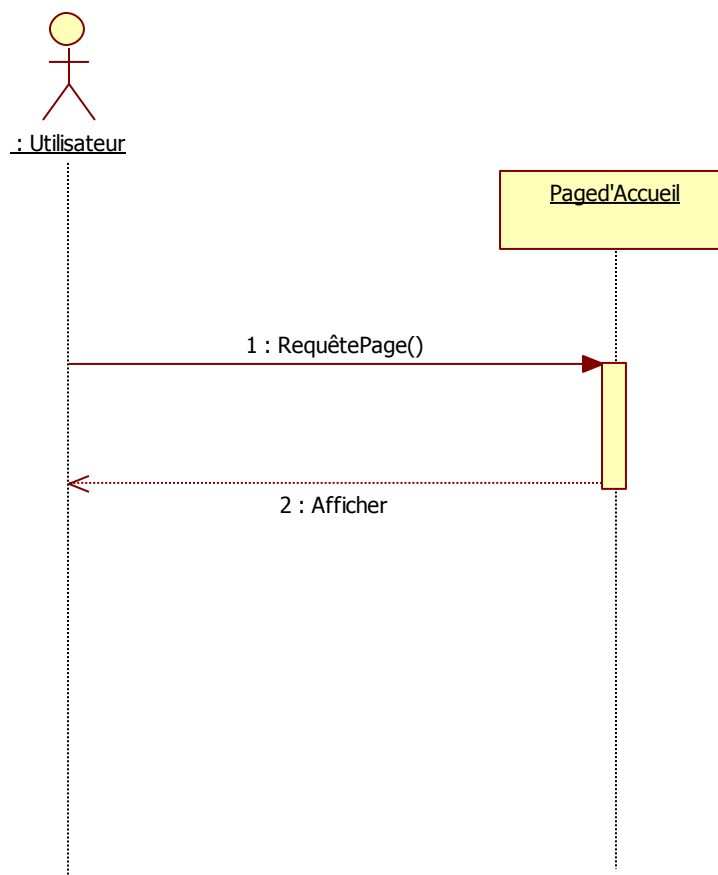 : Utilisateur
Paged'Accueil
1 : RequêtePage()
2 : Afficher